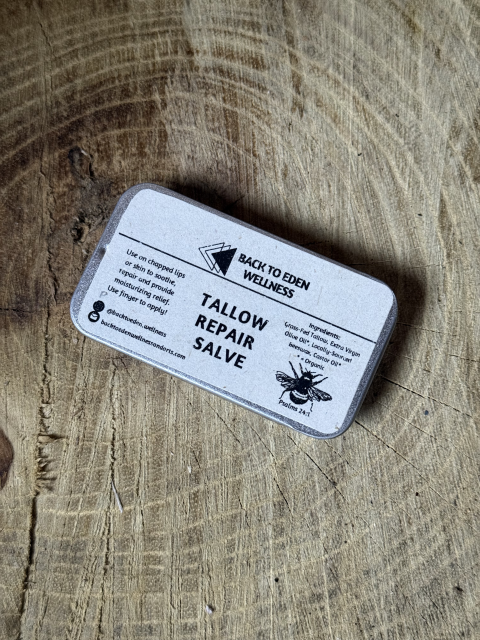 BACK TO EDEN
WELLNESS
Use on chapped lips
or skin to soothe,
repair and provide
moisturizing relief.
Use finger to apply!
@backtoeden.wellness
backtoedenwellnessandarts.com
TALLOW
REPAIR
SALVE
Ingredients:
Grass-Fed Tallow, Extra Virgin
Olive Oil*, Locally-Sourced
beeswax, Castor Oil*
* = Organic
Psalms 24:1